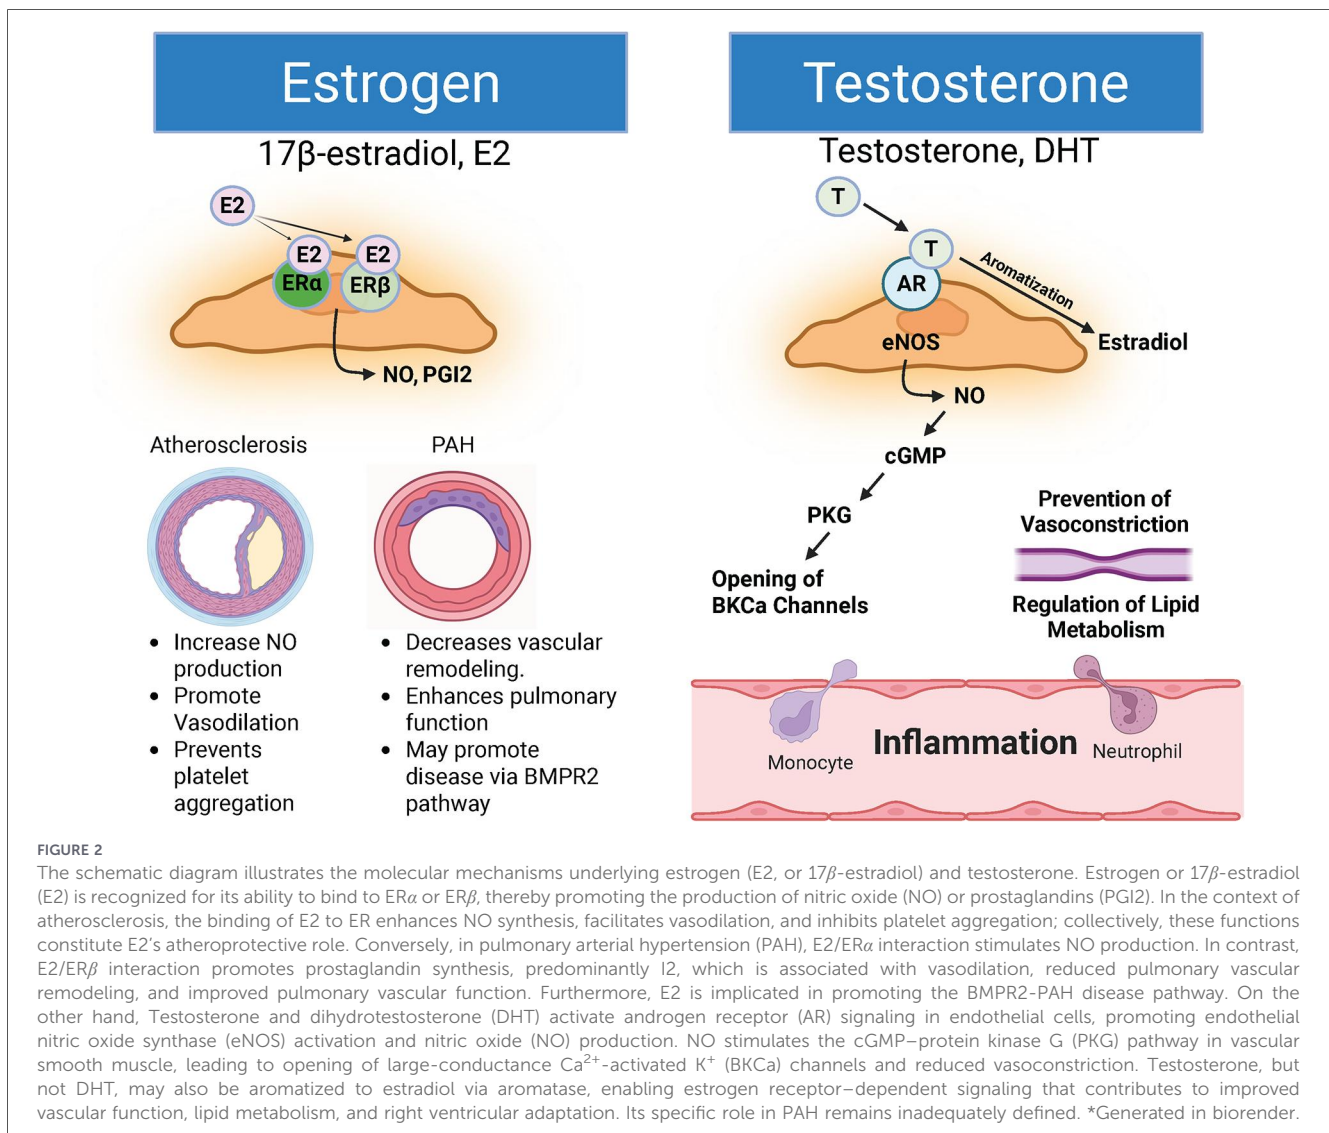 Estrogen
17β-estradiol, E2
E2
E2
E2
ERα
ERβ
NO, PGI2
Atherosclerosis
• Increase NO
production
• Promote
Vasodilation
• Prevents
platelet
aggregation
PAH
• Decreases vascular
remodeling.
• Enhances pulmonary
function
• May promote
disease via BMPR2
pathway
Testosterone
Testosterone, DHT
T
T
AR
Aromatization
eNOS
Estradiol
NO
cGMP
PKG
Opening of
BKCa Channels
Prevention of
Vasoconstriction
Regulation of Lipid
Metabolism
Monocyte
Inflammation
Neutrophil
FIGURE 2
The schematic diagram illustrates the molecular mechanisms underlying estrogen (E2, or 17β-estradiol) and testosterone. Estrogen or 17β-estradiol
(E2) is recognized for its ability to bind to ERα or ERβ, thereby promoting the production of nitric oxide (NO) or prostaglandins (PGI2). In the context of
atherosclerosis, the binding of E2 to ER enhances NO synthesis, facilitates vasodilation, and inhibits platelet aggregation; collectively, these functions
constitute E2's atheroprotective role. Conversely, in pulmonary arterial hypertension (PAH), E2/ERα interaction stimulates NO production. In contrast,
E2/ERβ interaction promotes prostaglandin synthesis, predominantly I2, which is associated with vasodilation, reduced pulmonary vascular
remodeling, and improved pulmonary vascular function. Furthermore, E2 is implicated in promoting the BMPR2-PAH disease pathway. On the
other hand, Testosterone and dihydrotestosterone (DHT) activate androgen receptor (AR) signaling in endothelial cells, promoting endothelial
nitric oxide synthase (eNOS) activation and nitric oxide (NO) production. NO stimulates the cGMP–protein kinase G (PKG) pathway in vascular
smooth muscle, leading to opening of large-conductance Ca²⁺-activated K⁺ (BKCa) channels and reduced vasoconstriction. Testosterone, but
not DHT, may also be aromatized to estradiol via aromatase, enabling estrogen receptor–dependent signaling that contributes to improved
vascular function, lipid metabolism, and right ventricular adaptation. Its specific role in PAH remains inadequately defined. *Generated in biorender.